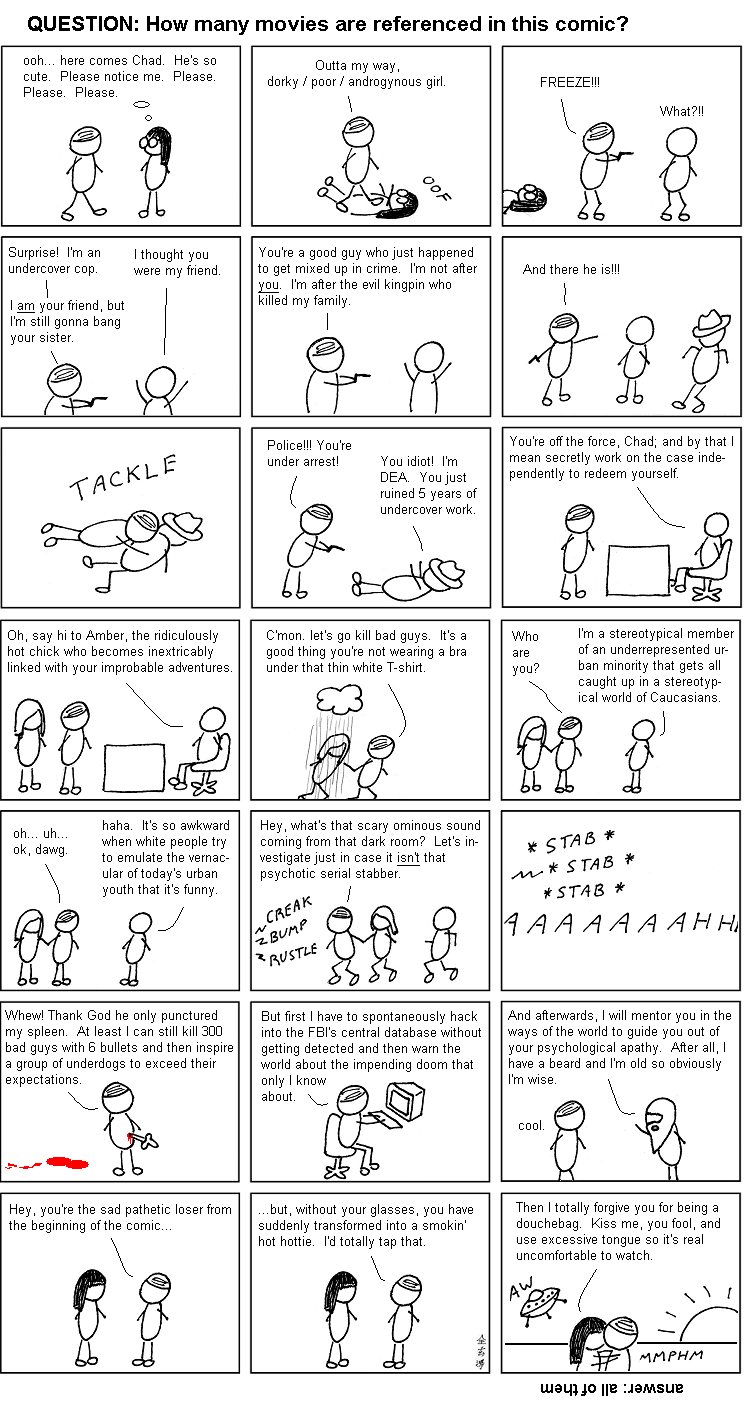 QUESTION: How many movies are referenced in this comic?
ooh... here comes Chad. He's so
cute. Please notice me. Please.
Please. Please.
Outta my way,
dorky / poor / androgynous girl.
OOF
FREEZE!!!
What?!!
Surprise! I'm an
undercover cop.
I thought you
were my friend.
I am your friend, but
I'm still gonna bang
your sister.
You're a good guy who just happened
to get mixed up in crime. I'm not after
you. I'm after the evil kingpin who
killed my family.
And there he is!!!
TACKLE
Police!!! You're
under arrest!
You idiot! I'm
DEA. You just
ruined 5 years of
undercover work.
You're off the force, Chad; and by that I
mean secretly work on the case inde-
pendently to redeem yourself.
Oh, say hi to Amber, the ridiculously
hot chick who becomes inextricably
linked with your improbable adventures.
C'mon. let's go kill bad guys. It's a
good thing you're not wearing a bra
under that thin white T-shirt.
Who
are
you?
I'm a stereotypical member
of an underrepresented ur-
ban minority that gets all
caught up in a stereotyp-
ical world of Caucasians.
oh... uh...
ok, dawg.
haha. It's so awkward
when white people try
to emulate the vernac-
ular of today's urban
youth that it's funny.
Hey, what's that scary ominous sound
coming from that dark room? Let's in-
vestigate just in case it isn't that
psychotic serial stabber.
CREAK
BUMP
RUSTLE
* STAB *
* STAB *
* STAB *
AAAAAAAHHH
Whew! Thank God he only punctured
my spleen. At least I can still kill 300
bad guys with 6 bullets and then inspire
a group of underdogs to exceed their
expectations.
But first I have to spontaneously hack
into the FBI's central database without
getting detected and then warn the
world about the impending doom that
only I know
about.
And afterwards, I will mentor you in the
ways of the world to guide you out of
your psychological apathy. After all, I
have a beard and I'm old so obviously
I'm wise.
cool.
Hey, you're the sad pathetic loser from
the beginning of the comic...
...but, without your glasses, you have
suddenly transformed into a smokin'
hot hottie. I'd totally tap that.
Then I totally forgive you for being a
douchebag. Kiss me, you fool, and
use excessive tongue so it's real
uncomfortable to watch.
AW
MMPHM
answer: all of them